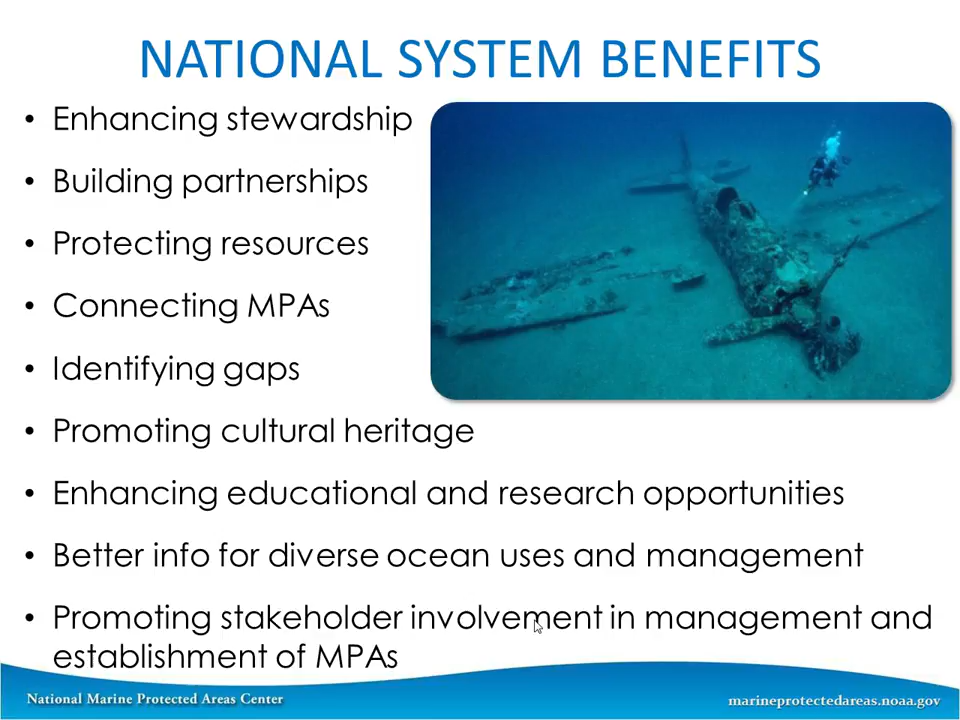 NATIONAL SYSTEM BENEFITS
• Enhancing stewardship
• Building partnerships
• Protecting resources
• Connecting MPAs
• Identifying gaps
• Promoting cultural heritage
• Enhancing educational and research opportunities
• Better info for diverse ocean uses and management
• Promoting stakeholder involvement in management and
establishment of MPAs
National Marine Protected Areas Center
marineprotectedareas.noaa.gov